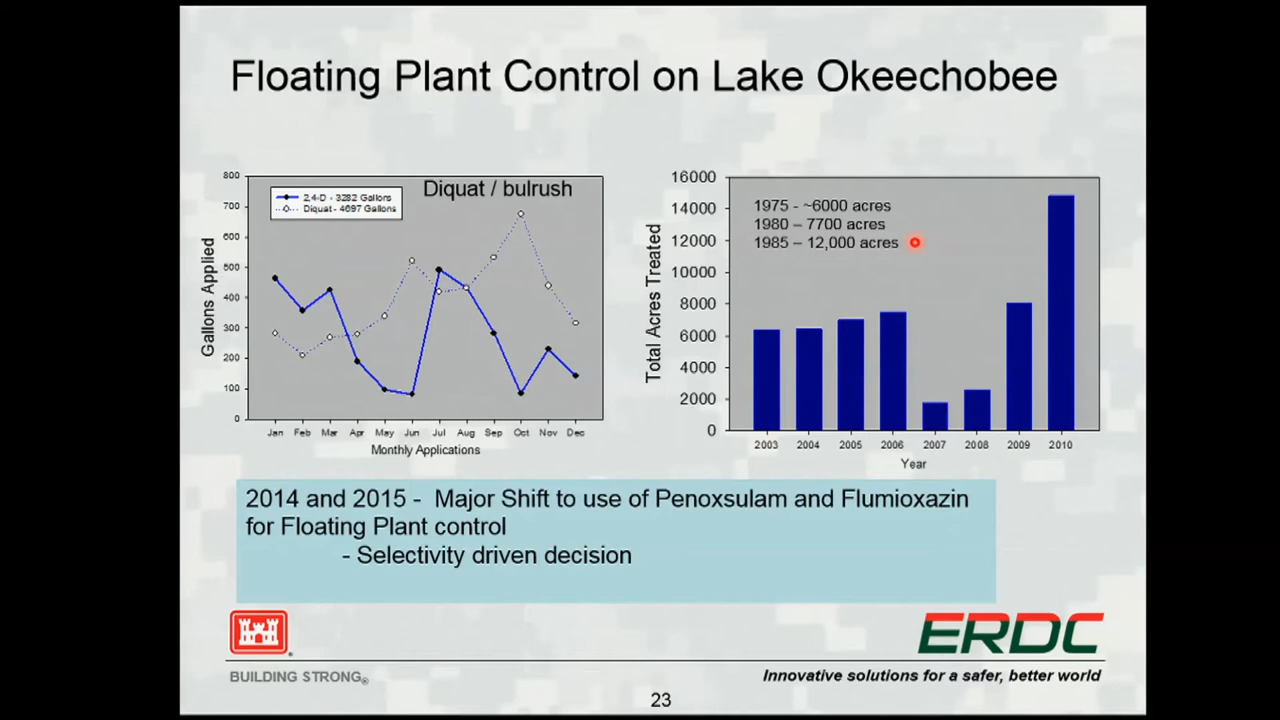 Floating Plant Control on Lake Okeechobee
Diquat / bulrush
2,4-D - 3282 Gallons
Diquat - 4697 Gallons
Gallons Applied
800
700
600
500
400
300
200
100
0
Jan Feb Mar Apr May Jun Jul Aug Sep Oct Nov Dec
Monthly Applications
Total Acres Treated
16000
14000
12000
10000
8000
6000
4000
2000
0
1975 - ~6000 acres
1980 – 7700 acres
1985 – 12,000 acres
2003 2004 2005 2006 2007 2008 2009 2010
Year
2014 and 2015 - Major Shift to use of Penoxsulam and Flumioxazin
for Floating Plant control
- Selectivity driven decision
BUILDING STRONG®
ERDC
Innovative solutions for a safer, better world
23